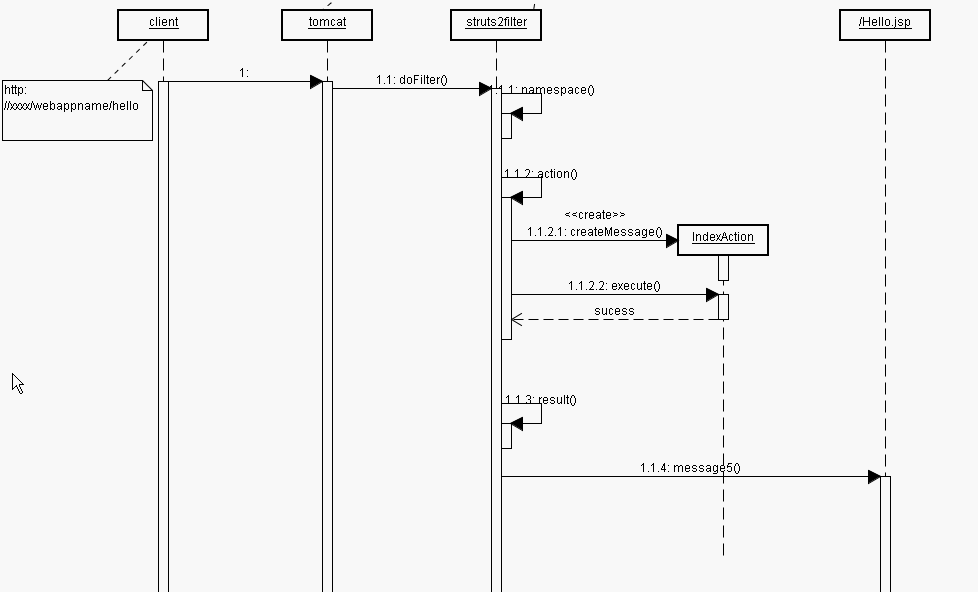 client
tomcat
struts2filter
/Hello.jsp
http:
//xxxx/webappname/hello
1:
1.1: doFilter()
1.1.1: namespace()
1.1.2: action()
<<create>>
1.1.2.1: createMessage()
IndexAction
1.1.2.2: execute()
sucess
1.1.3: result()
1.1.4: message5()